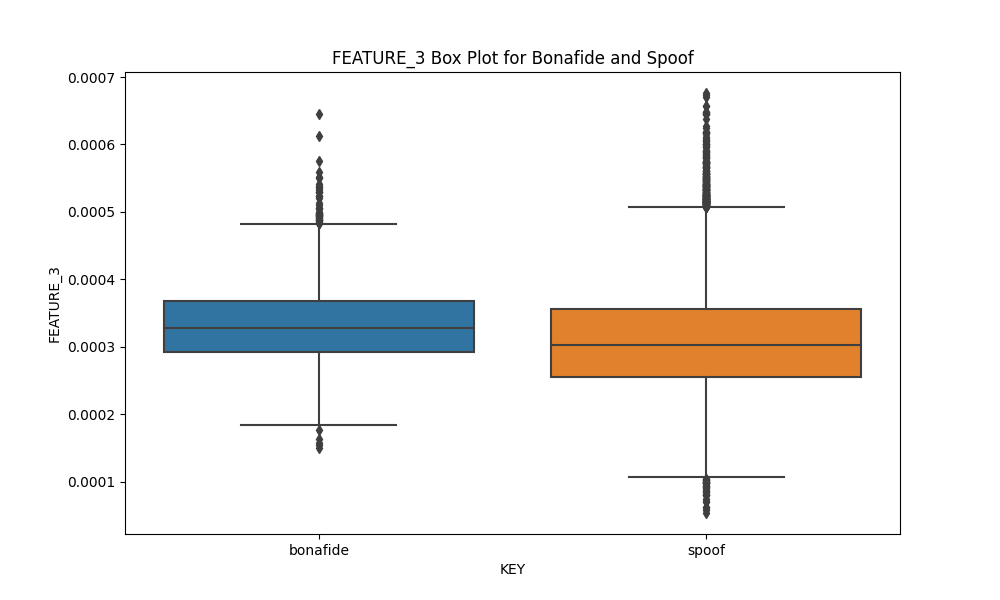 FEATURE_3 Box Plot for Bonafide and Spoof
0.0007
0.0006
0.0005
0.0004
0.0003
0.0002
0.0001
FEATURE_3
bonafide
spoof
KEY